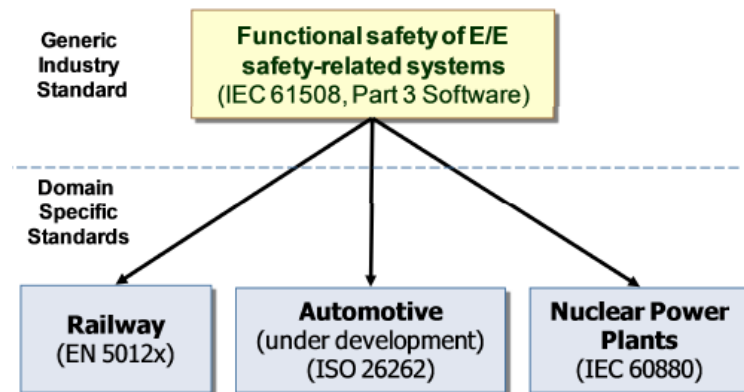 Generic
Industry
Standard
Functional safety of E/E
safety-related systems
(IEC 61508, Part 3 Software)
Domain
Specific
Standards
Railway
(EN 5012x)
Automotive
(under development)
(ISO 26262)
Nuclear Power
Plants
(IEC 60880)